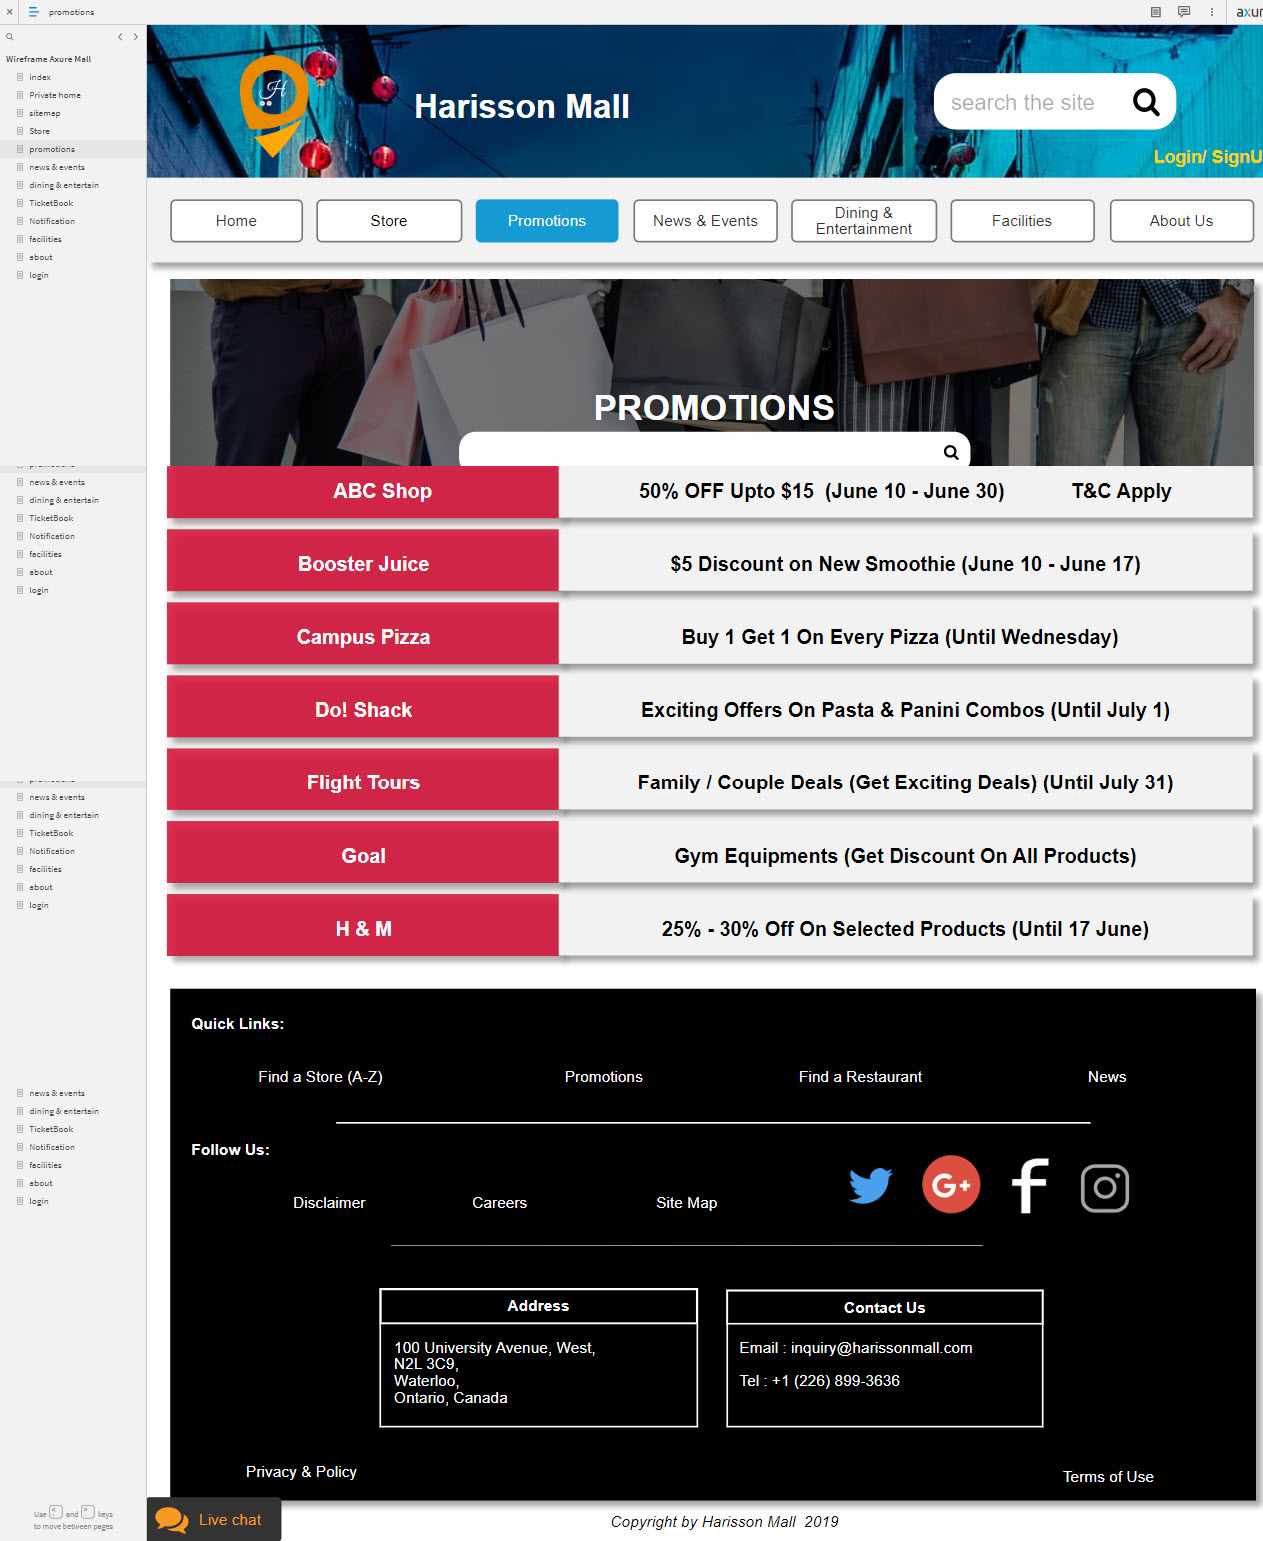 promotions
axur
Wireframe Axure Mall
index
Private home
sitemap
Store
promotions
news & events
dining & entertain
TicketBook
Notification
facilities
about
login
H
Harisson Mall
search the site
Login/ SignU
Home
Store
Promotions
News & Events
Dining &
Entertainment
Facilities
About Us
PROMOTIONS
ABC Shop
50% OFF Upto $15 (June 10 - June 30) T&C Apply
Booster Juice
$5 Discount on New Smoothie (June 10 - June 17)
Campus Pizza
Buy 1 Get 1 On Every Pizza (Until Wednesday)
Do! Shack
Exciting Offers On Pasta & Panini Combos (Until July 1)
Flight Tours
Family / Couple Deals (Get Exciting Deals) (Until July 31)
Goal
Gym Equipments (Get Discount On All Products)
H & M
25% - 30% Off On Selected Products (Until 17 June)
news & events
dining & entertain
TicketBook
Notification
facilities
about
login
news & events
dining & entertain
TicketBook
Notification
facilities
about
login
news & events
dining & entertain
TicketBook
Notification
facilities
about
login
Quick Links:
Find a Store (A-Z)
Promotions
Find a Restaurant
News
Follow Us:
Disclaimer
Careers
Site Map
G+
f
Address
100 University Avenue, West,
N2L 3C9,
Waterloo,
Ontario, Canada
Contact Us
Email : inquiry@harissonmall.com
Tel : +1 (226) 899-3636
Privacy & Policy
Terms of Use
Use < and > keys
to move between pages
Live chat
Copyright by Harisson Mall 2019